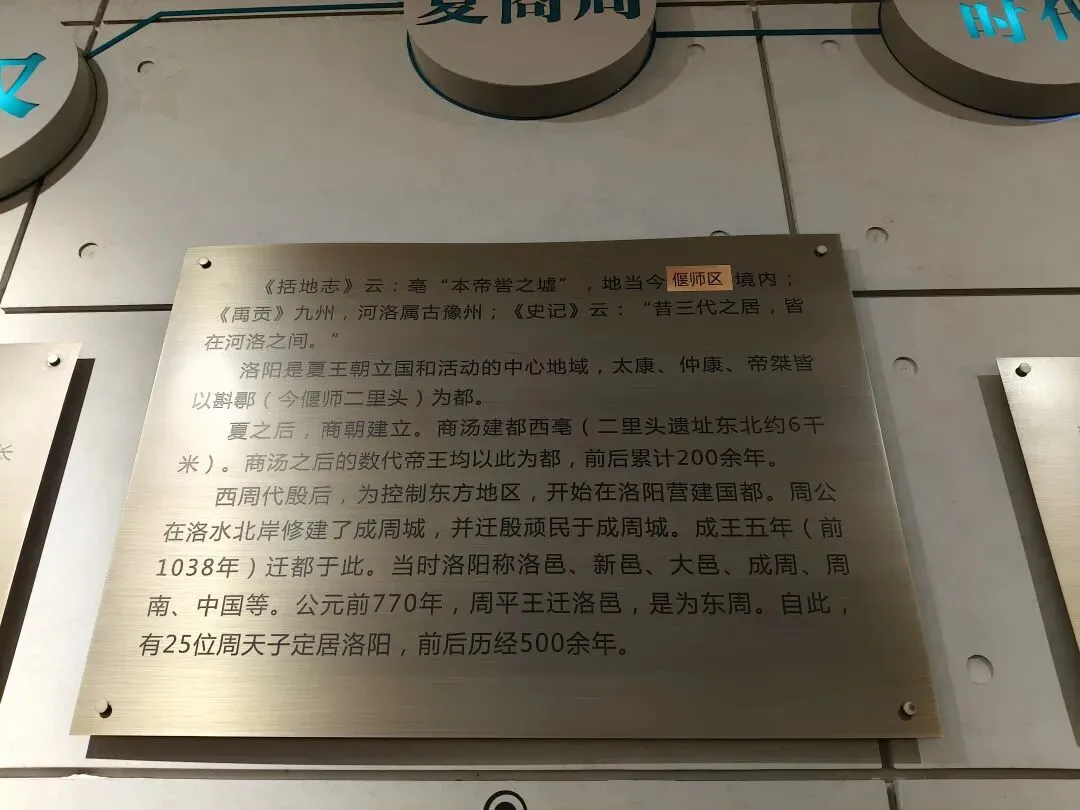 夏商周
时代
《括地志》云：亳“本帝喾之墟”，地当今偃师区境内；
《禹贡》九州，河洛属古豫州；《史记》云：“昔三代之居，皆
在河洛之间。”
洛阳是夏王朝立国和活动的中心地域，太康、仲康、帝桀皆
以斟鄩（今偃师二里头）为都。
夏之后，商朝建立。商汤建都西亳（二里头遗址东北约6千
米）。商汤之后的数代帝王均以此为都，前后累计200余年。
西周代殷后，为控制东方地区，开始在洛阳营建国都。周公
在洛水北岸修建了成周城，并迁殷顽民于成周城。成王五年（前
1038年）迁都于此。当时洛阳称洛邑、新邑、大邑、成周、周
南、中国等。公元前770年，周平王迁洛邑，是为东周。自此，
有25位周天子定居洛阳，前后历经500余年。
长